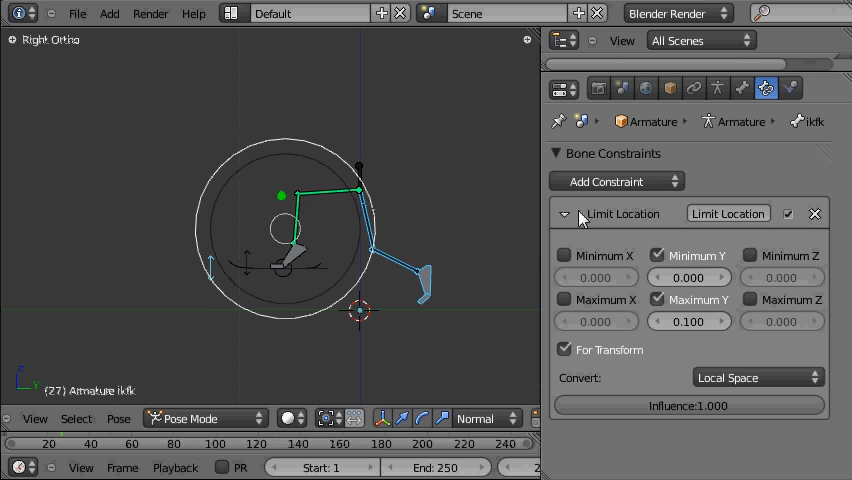 File Add Render Help Default Scene Blender Render
Right Ortho
View All Scenes
Armature Armature ikfk
Bone Constraints
Add Constraint
Limit Location Limit Location
Minimum X Minimum Y Minimum Z
0.000 0.000 0.000
Maximum X Maximum Y Maximum Z
0.000 0.100 0.000
For Transform
Convert: Local Space
Influence:1.000
z
y
(27) Armature ikfk
View Select Pose Pose Mode Normal
20 40 60 80 100 120 140 160 180 200 220 240
View Frame Playback PR Start: 1 End: 250 2